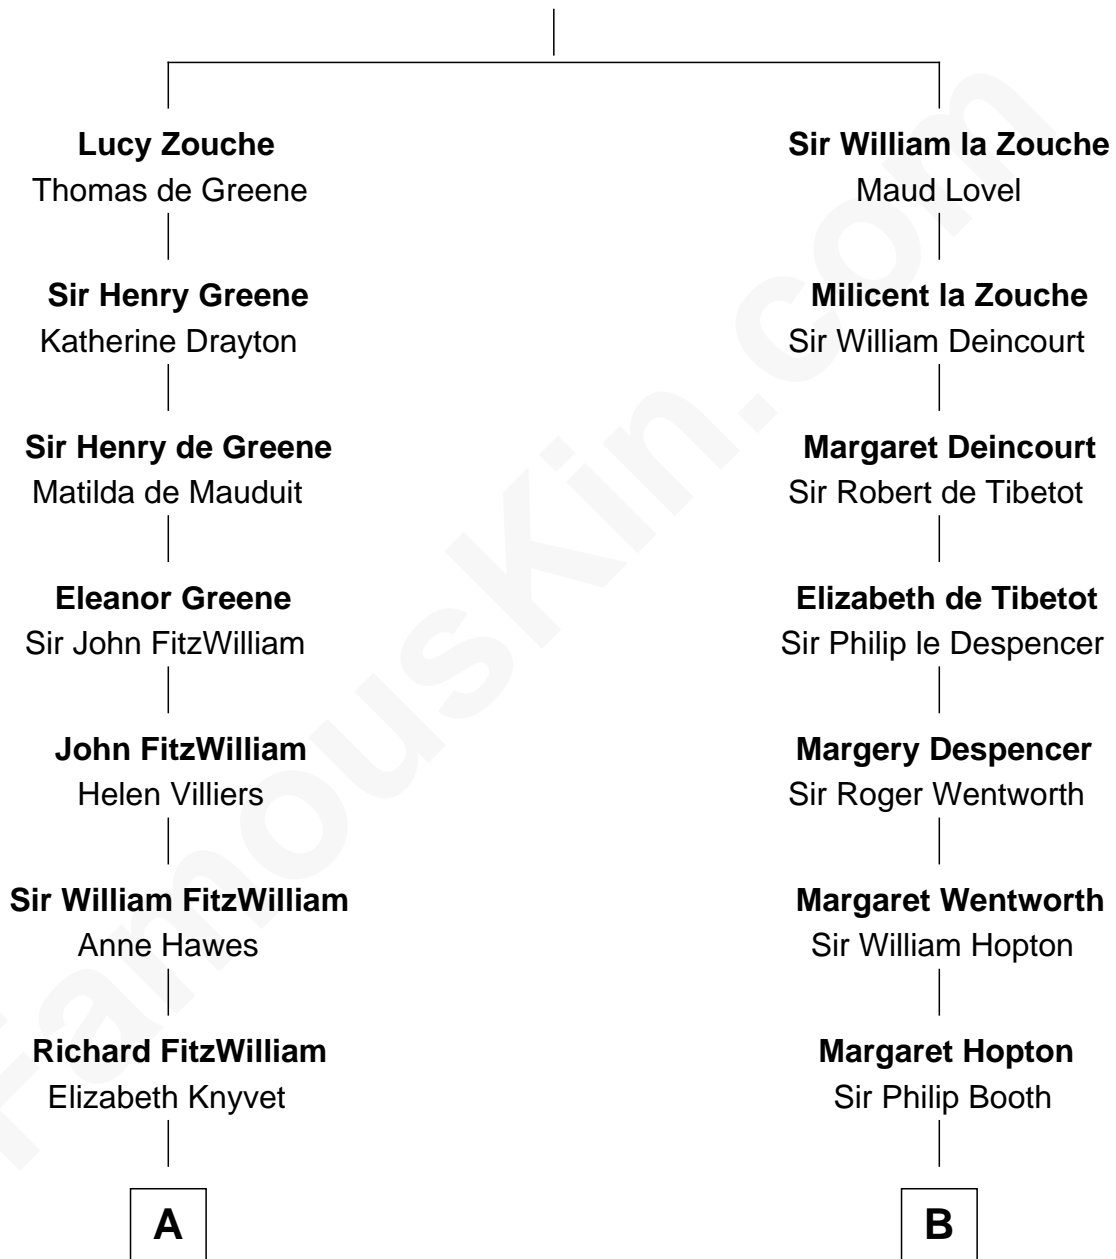 Lucy Zouche
Thomas de Greene
Sir Henry Greene
Katherine Drayton
Sir Henry de Greene
Matilda de Mauduit
Eleanor Greene
Sir John FitzWilliam
John FitzWilliam
Helen Villiers
Sir William FitzWilliam
Anne Hawes
Richard FitzWilliam
Elizabeth Knyvet
A
Sir William la Zouche
Maud Lovel
Milicent la Zouche
Sir William Deincourt
Margaret Deincourt
Sir Robert de Tibetot
Elizabeth de Tibetot
Sir Philip le Despencer
Margery Despencer
Sir Roger Wentworth
Margaret Wentworth
Sir William Hopton
Margaret Hopton
Sir Philip Booth
B
FamousKin.com